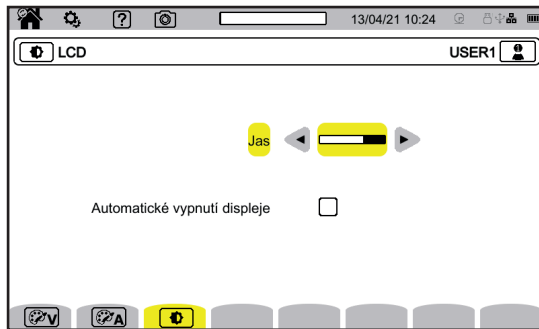 ?
13/04/21 10:24
LCD
USER1
Jas
Automatické vypnutí displeje
V
A